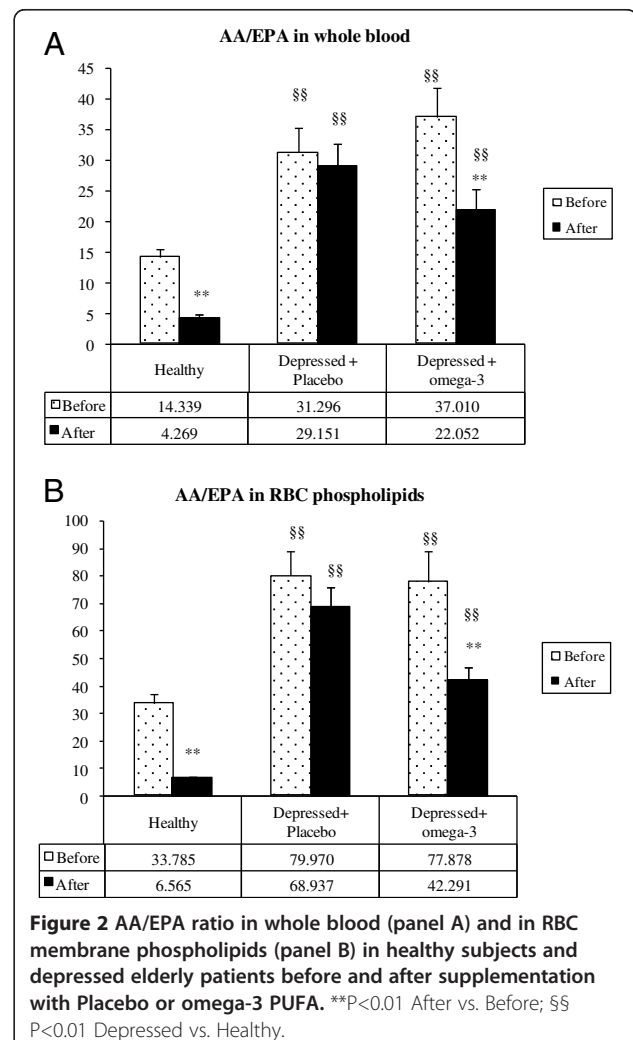 A
AA/EPA in whole blood
45
40
35
30
25
20
15
10
5
0
**
§§
§§
§§
§§
**
Before
After
Healthy
Depressed + Placebo
Depressed + omega-3
Before 14.339 31.296 37.010
After 4.269 29.151 22.052
B
AA/EPA in RBC phospholipids
100
90
80
70
60
50
40
30
20
10
0
**
§§
§§
§§
§§
**
Before
After
Healthy
Depressed+ Placebo
Depressed+ omega-3
Before 33.785 79.970 77.878
After 6.565 68.937 42.291
Figure 2 AA/EPA ratio in whole blood (panel A) and in RBC
membrane phospholipids (panel B) in healthy subjects and
depressed elderly patients before and after supplementation
with Placebo or omega-3 PUFA. **P<0.01 After vs. Before; §§
P<0.01 Depressed vs. Healthy.